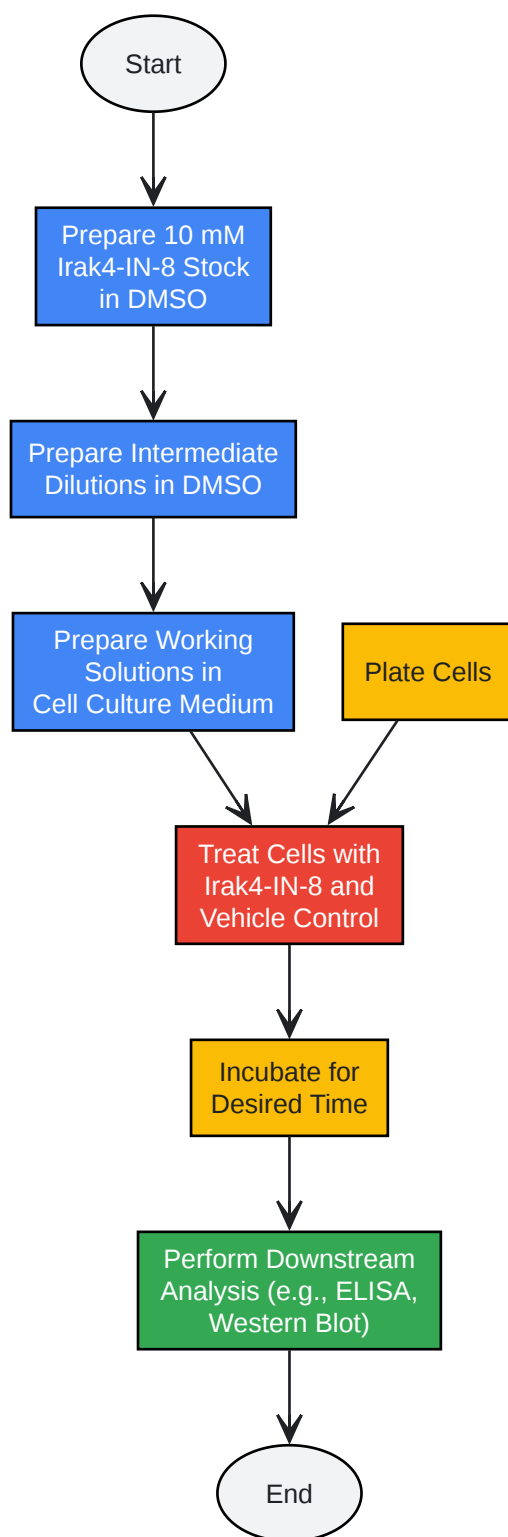 Start
Prepare 10 mM
Irak4-IN-8 Stock
in DMSO
Prepare Intermediate
Dilutions in DMSO
Prepare Working
Solutions in
Cell Culture Medium
Plate Cells
Treat Cells with
Irak4-IN-8 and
Vehicle Control
Incubate for
Desired Time
Perform Downstream
Analysis (e.g., ELISA,
Western Blot)
End